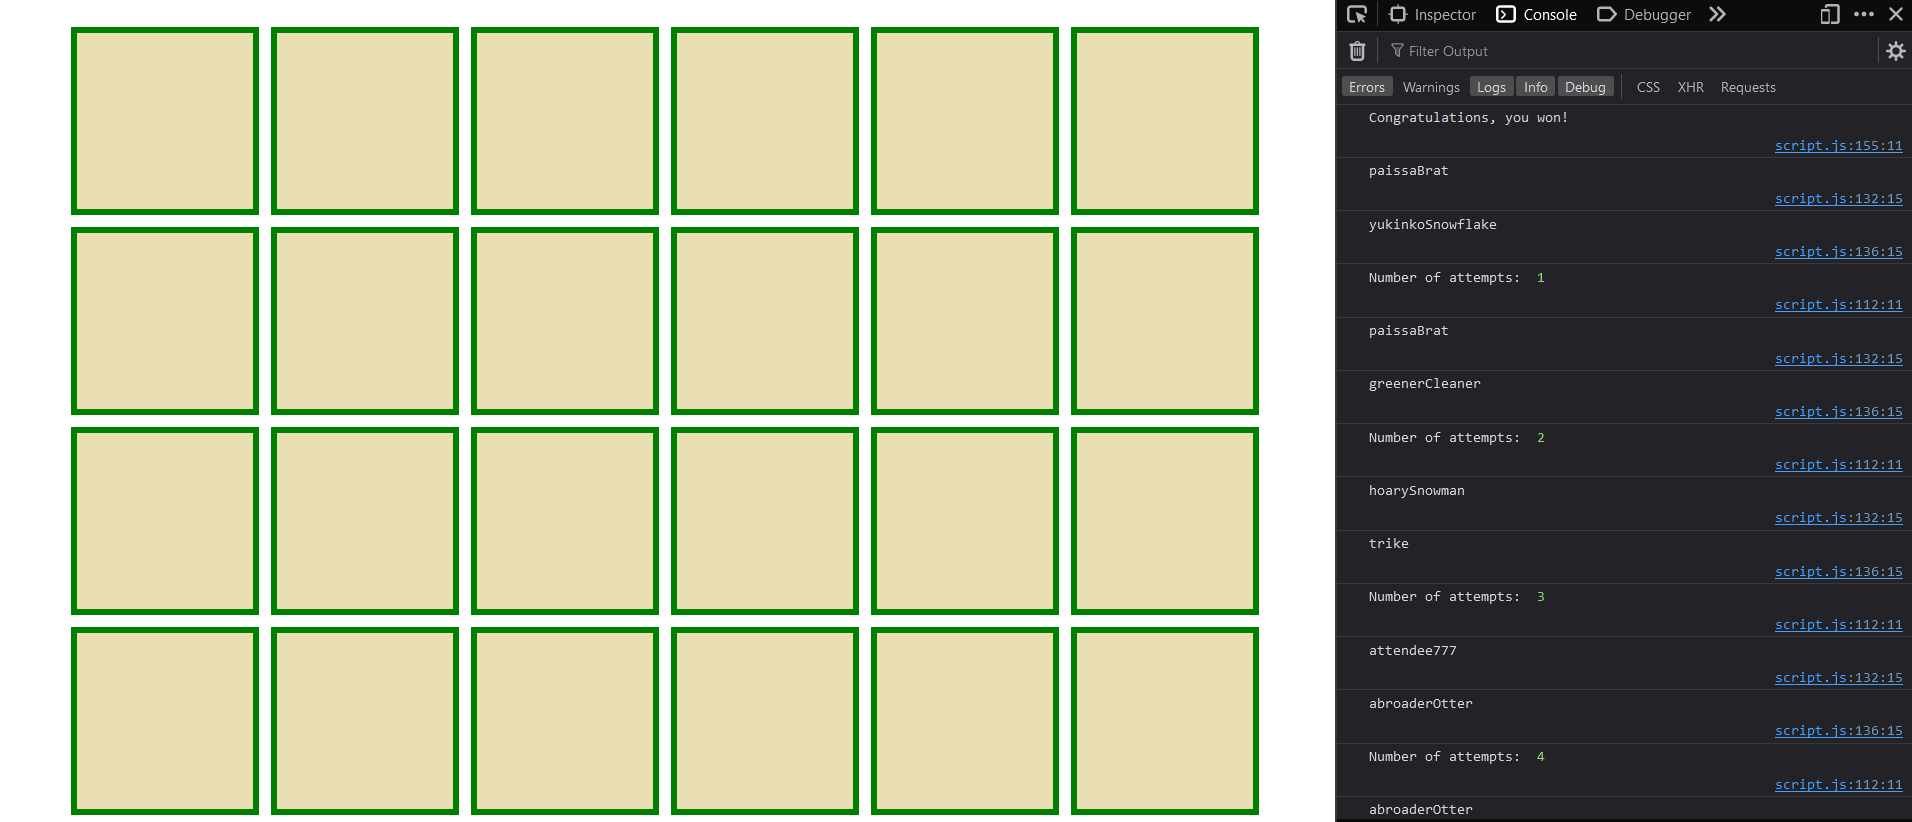 Inspector Console Debugger
Filter Output
Errors Warnings Logs Info Debug CSS XHR Requests
Congratulations, you won!
script.js:155:11
paissaBrat
script.js:132:15
yukinkoSnowflake
script.js:136:15
Number of attempts: 1
script.js:112:11
paissaBrat
script.js:132:15
greenerCleaner
script.js:136:15
Number of attempts: 2
script.js:112:11
hoarySnowman
script.js:132:15
trike
script.js:136:15
Number of attempts: 3
script.js:112:11
attendee777
script.js:132:15
abroaderOtter
script.js:136:15
Number of attempts: 4
script.js:112:11
abroaderOtter